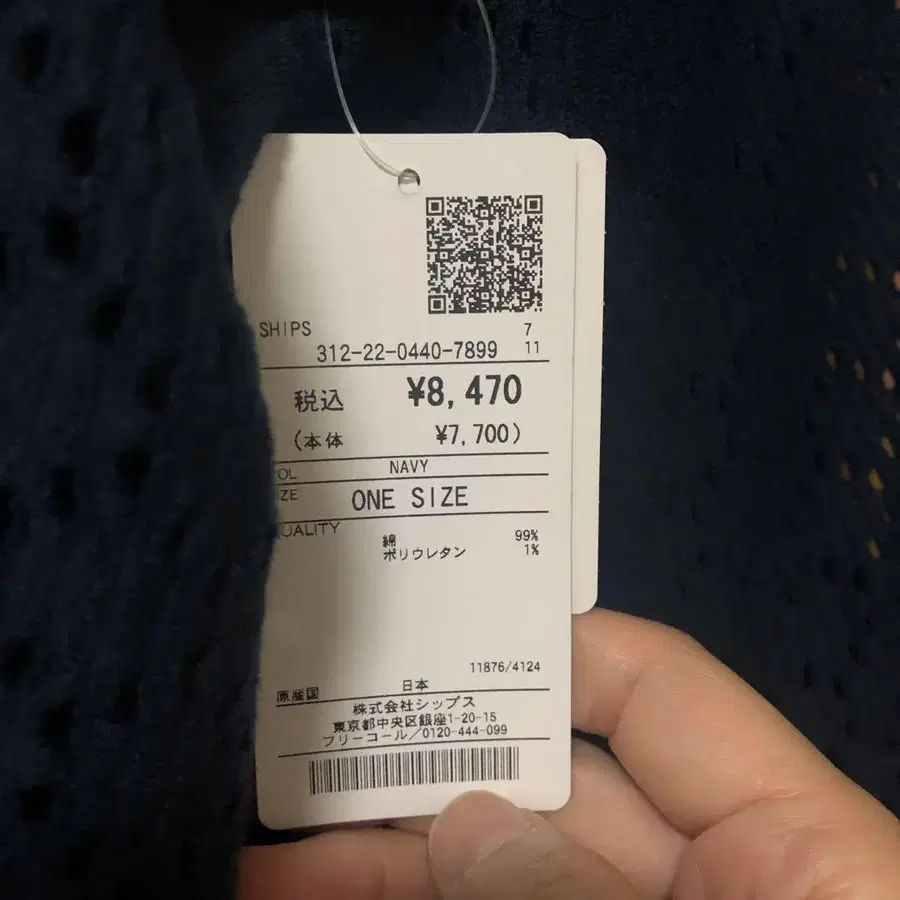 SHIPS 7
312-22-0440-7899 11
税込 ¥8,470
(本体 ¥7,700)
OL NAVY
IZE ONE SIZE
UALITY
綿 99%
ポリウレタン 1%
11876/4124
原産国 日本
株式会社シップス
東京都中央区銀座1-20-15
フリーコール/0120-444-099